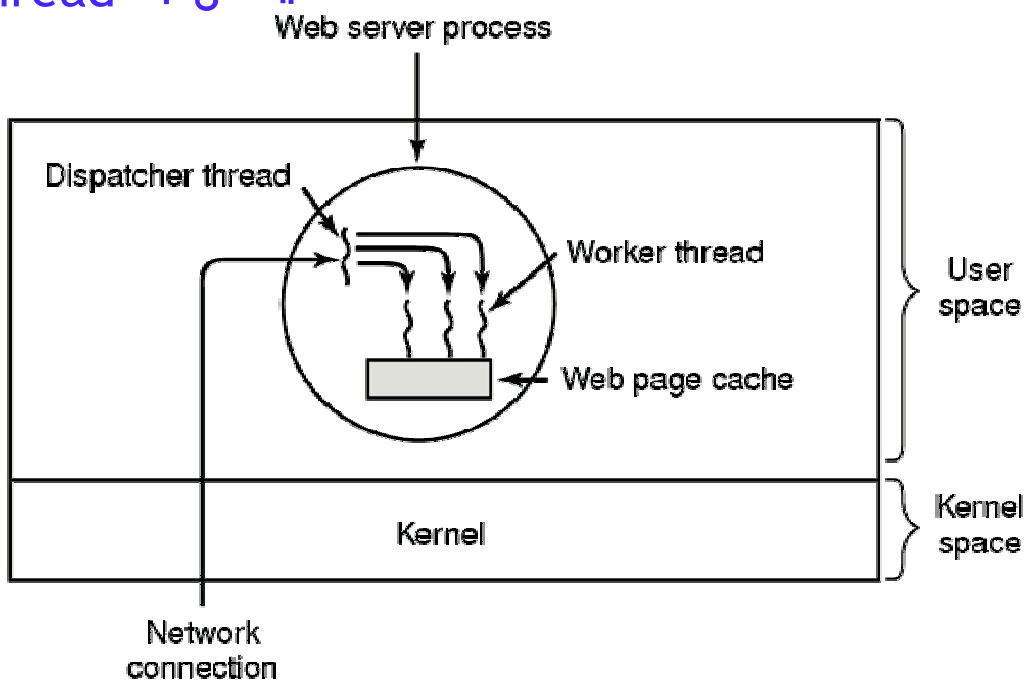 Web server process
Dispatcher thread
Worker thread
User
space
Web page cache
Kernel
Kernel
space
Network
connection